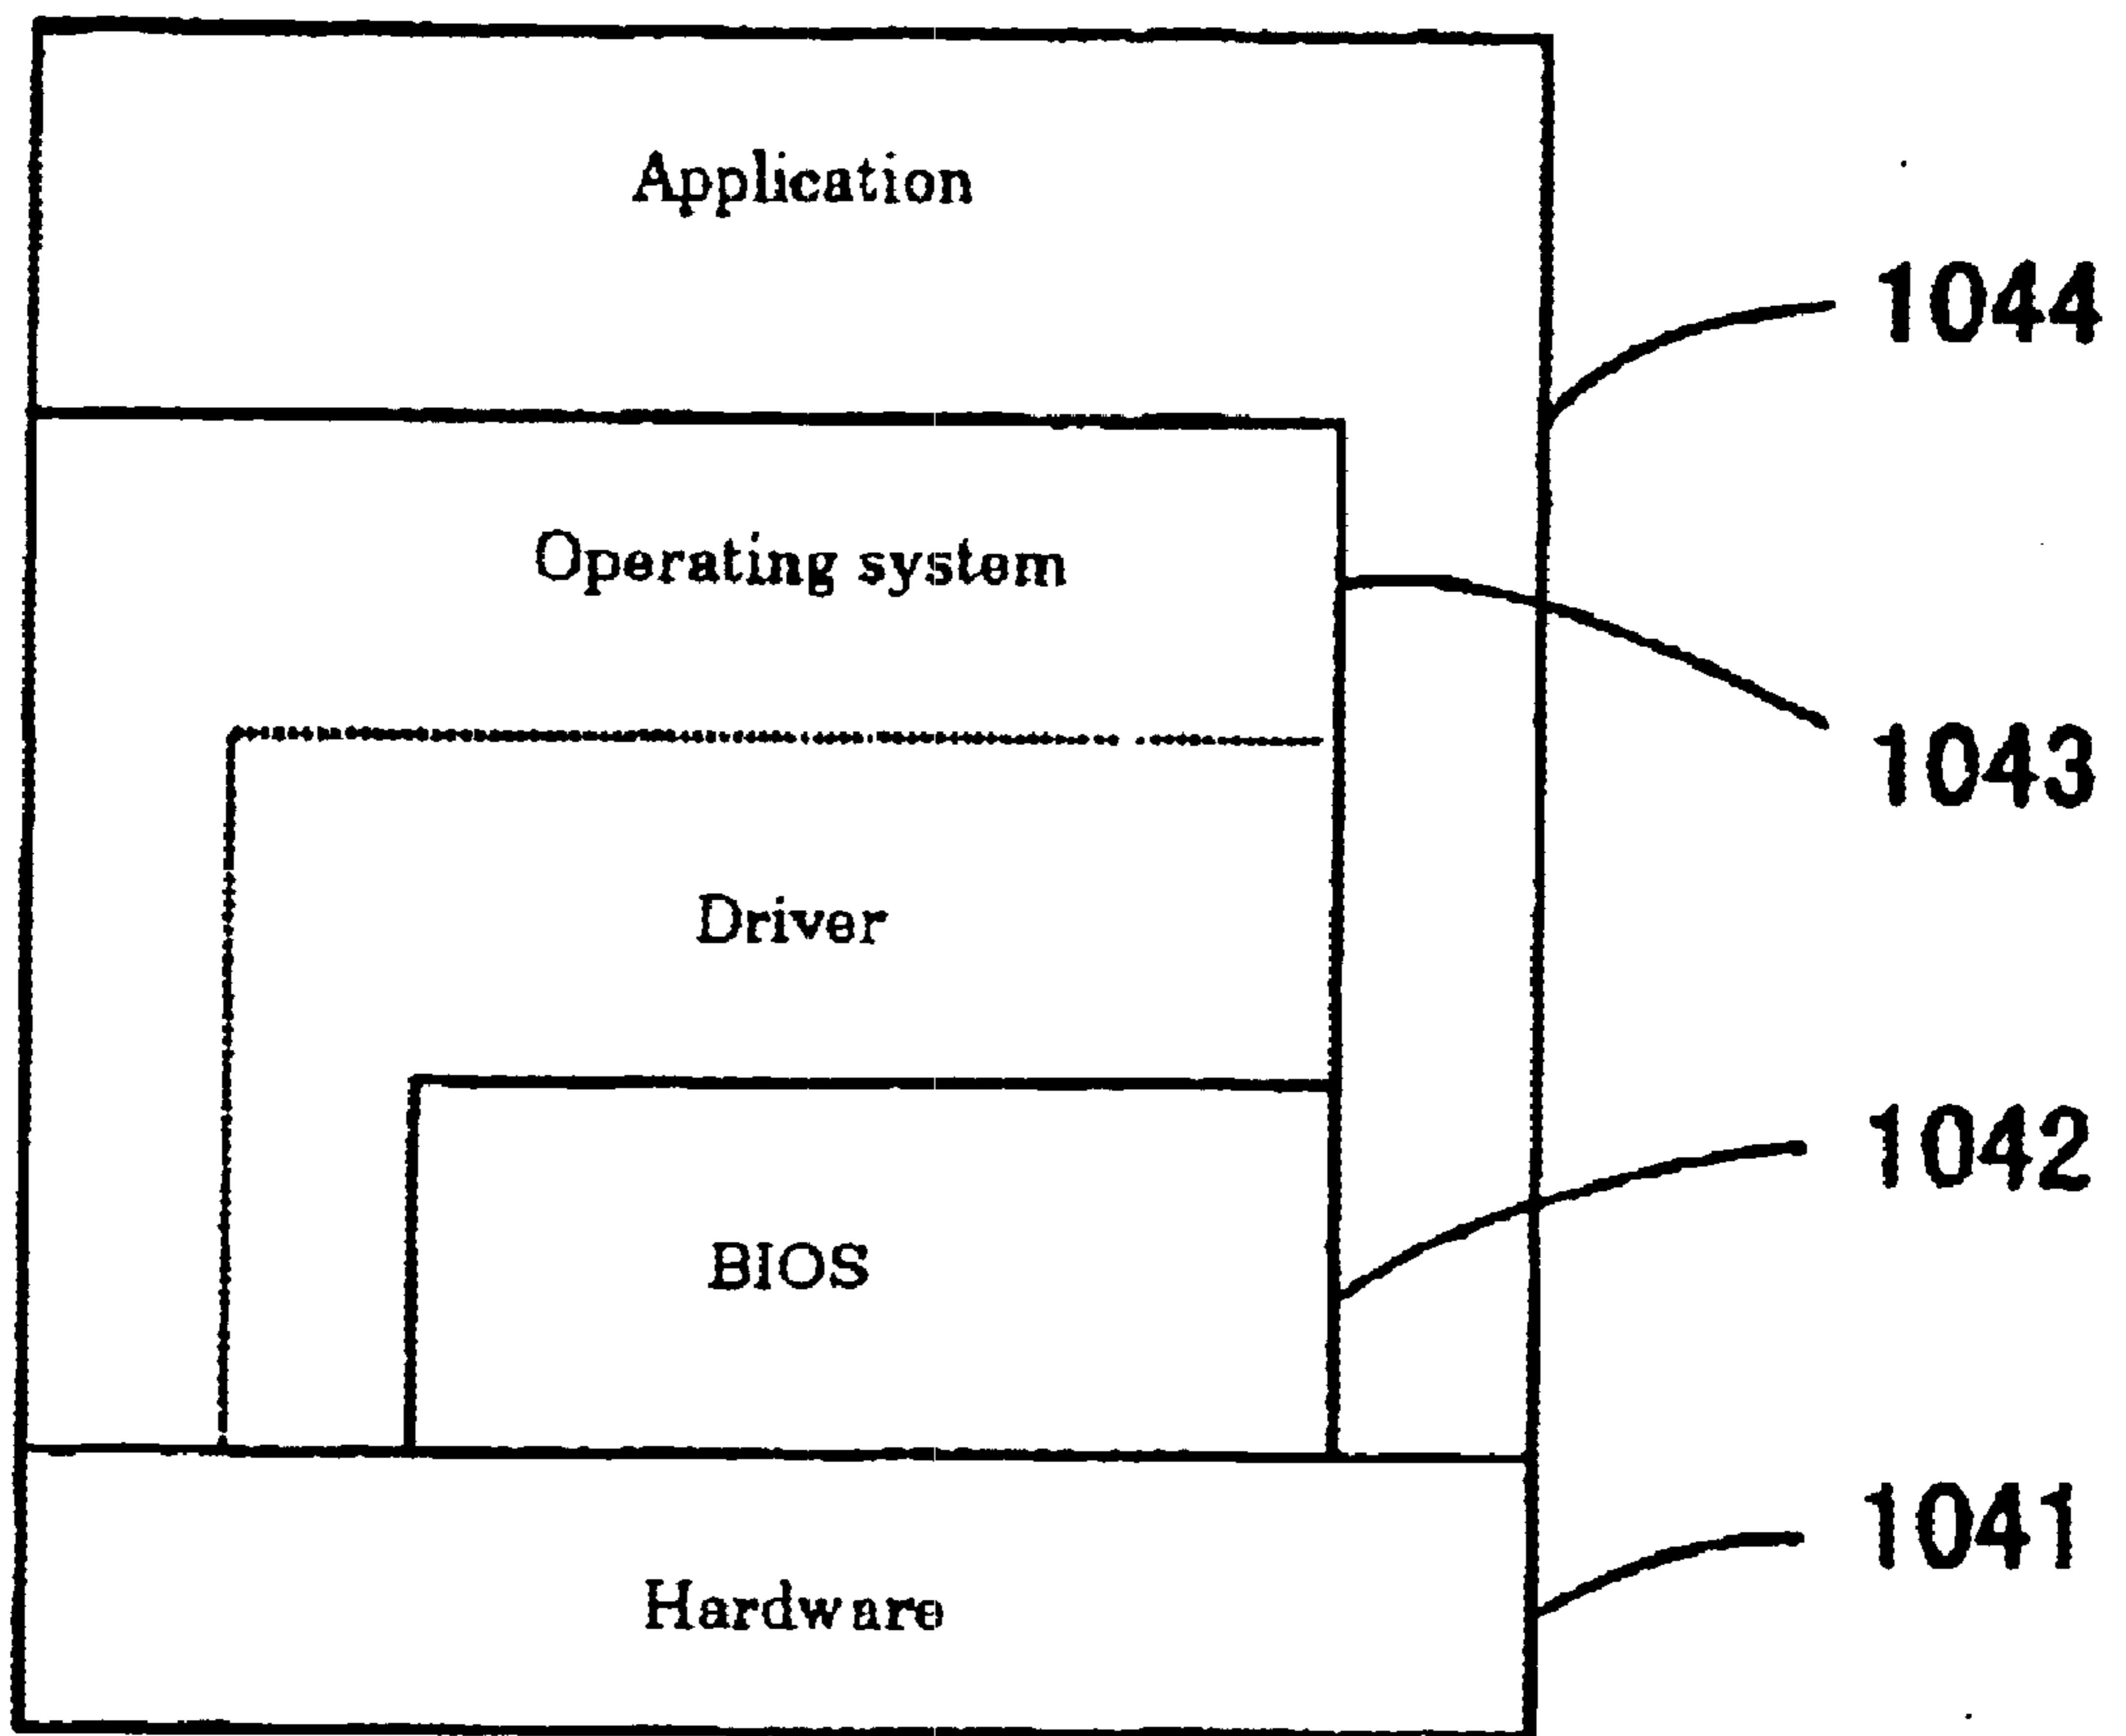 Application
1044
Operating system
1043
Driver
1042
BIOS
1041
Hardware